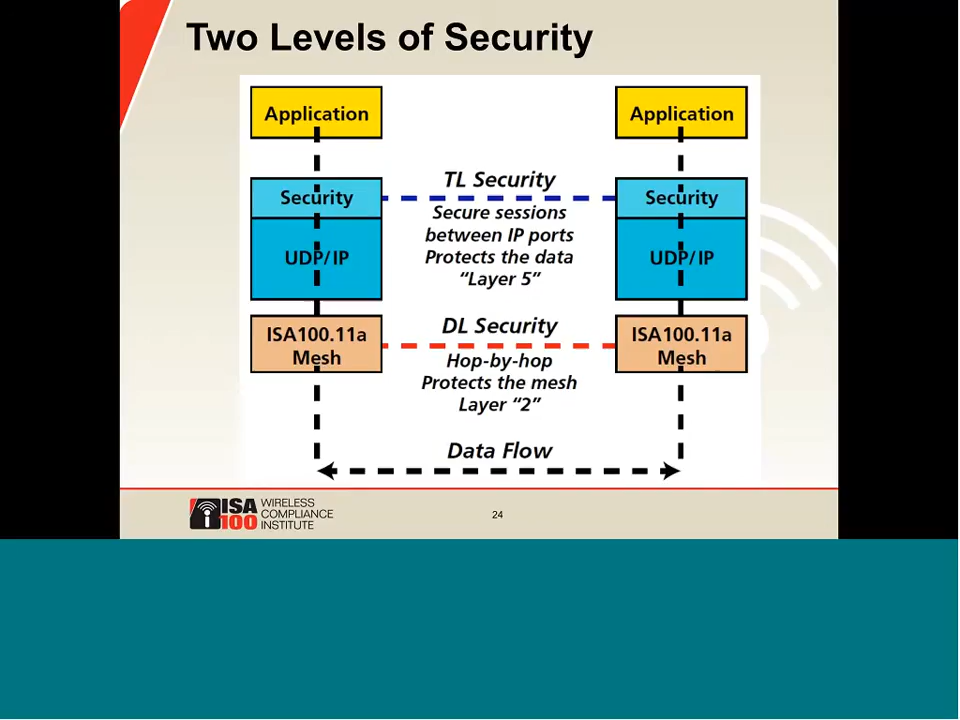 Two Levels of Security
Application
Application
TL Security
Security
Security
Secure sessions
between IP ports
Protects the data
“Layer 5”
UDP/IP
UDP/IP
DL Security
ISA100.11a
Mesh
ISA100.11a
Mesh
Hop-by-hop
Protects the mesh
Layer “2”
Data Flow
ISA
100
WIRELESS
COMPLIANCE
INSTITUTE
24